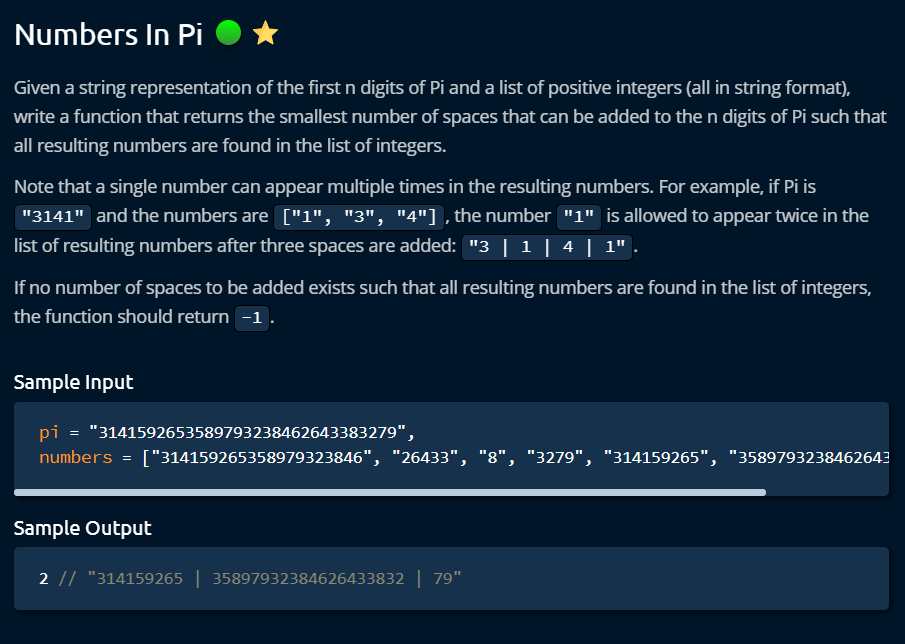 Numbers In Pi
Given a string representation of the first n digits of Pi and a list of positive integers (all in string format),
write a function that returns the smallest number of spaces that can be added to the n digits of Pi such that
all resulting numbers are found in the list of integers.
Note that a single number can appear multiple times in the resulting numbers. For example, if Pi is
"3141" and the numbers are ["1", "3", "4"], the number "1" is allowed to appear twice in the
list of resulting numbers after three spaces are added: "3 | 1 | 4 | 1".
If no number of spaces to be added exists such that all resulting numbers are found in the list of integers,
the function should return -1.
Sample Input
pi = "3141592653589793238462643383279",
numbers = ["314159265358979323846", "26433", "8", "3279", "314159265", "3589793238462643
Sample Output
2 // "314159265 | 35897932384626433832 | 79"